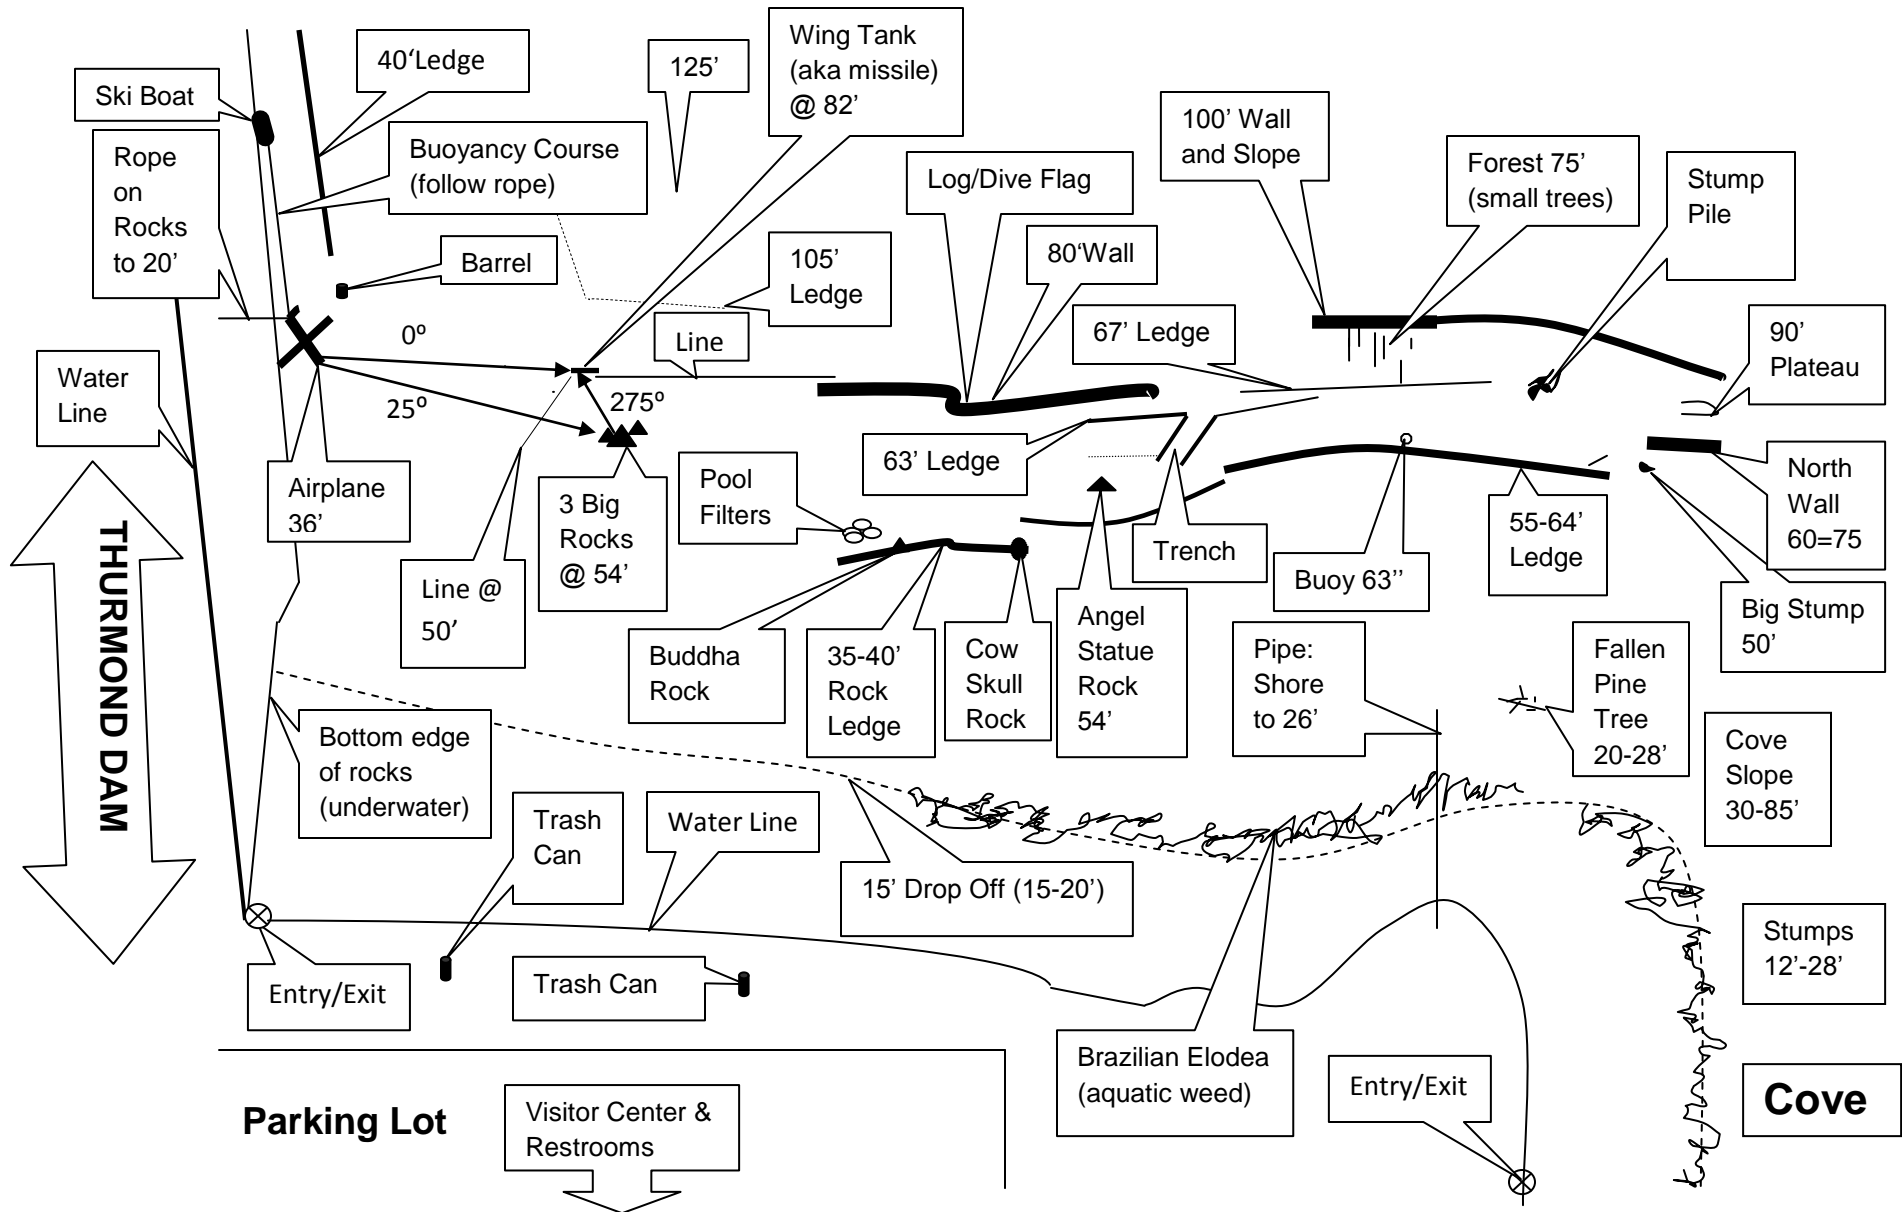 Wing Tank
(aka missile)
@ 82’
40‘Ledge
125’
Ski Boat
100’ Wall
and Slope
Rope
on
Rocks
to 20’
Buoyancy Course
(follow rope)
Log/Dive Flag
Forest 75’
(small trees)
Stump
Pile
Barrel
105’
Ledge
80‘Wall
0º
Line
67’ Ledge
90’
Plateau
Water
Line
25º
275º
63’ Ledge
Airplane
36’
3 Big
Rocks
@ 54’
Pool
Filters
Trench
Buoy 63’’
55-64’
Ledge
North
Wall
60=75
THURMOND DAM
Line @
50’
Buddha
Rock
35-40’
Rock
Ledge
Cow
Skull
Rock
Angel
Statue
Rock
54’
Pipe:
Shore
to 26’
Fallen
Pine
Tree
20-28’
Big Stump
50’
Bottom edge
of rocks
(underwater)
Cove
Slope
30-85’
Trash
Can
Water Line
15’ Drop Off (15-20’)
Stumps
12’-28’
Entry/Exit
Trash Can
Brazilian Elodea
(aquatic weed)
Entry/Exit
Cove
Parking Lot
Visitor Center &
Restrooms